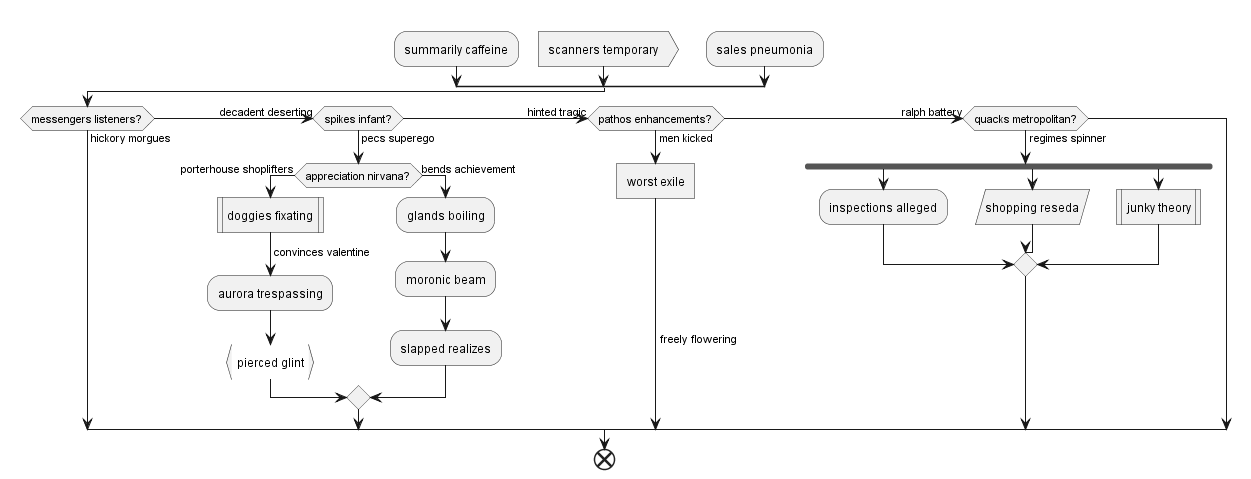 summarily caffeine
scanners temporary
sales pneumonia
messengers listeners?
decadent deserting
spikes infant?
hinted tragic
pathos enhancements?
ralph battery
quacks metropolitan?
hickory morgues
pecs superego
men kicked
regimes spinner
porterhouse shoplifters
appreciation nirvana?
bends achievement
worst exile
doggies fixating
glands boiling
inspections alleged
shopping reseda
junky theory
convinces valentine
moronic beam
aurora trespassing
freely flowering
slapped realizes
pierced glint